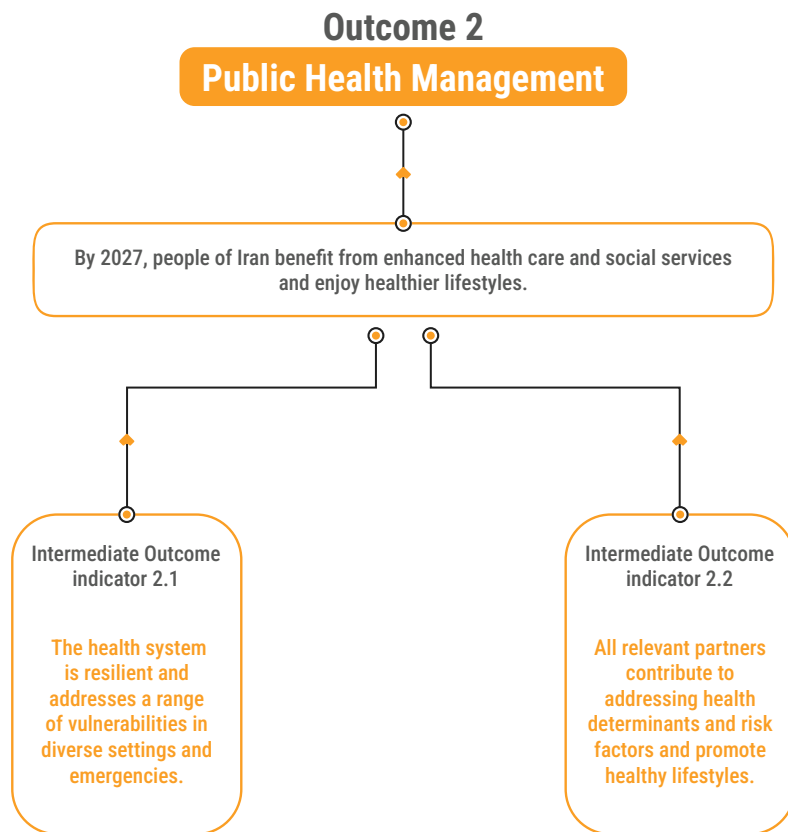 Outcome 2
Public Health Management
By 2027, people of Iran benefit from enhanced health care and social services
and enjoy healthier lifestyles.
Intermediate Outcome
indicator 2.1
The health system
is resilient and
addresses a range
of vulnerabilities in
diverse settings and
emergencies.
Intermediate Outcome
indicator 2.2
All relevant partners
contribute to
addressing health
determinants and risk
factors and promote
healthy lifestyles.